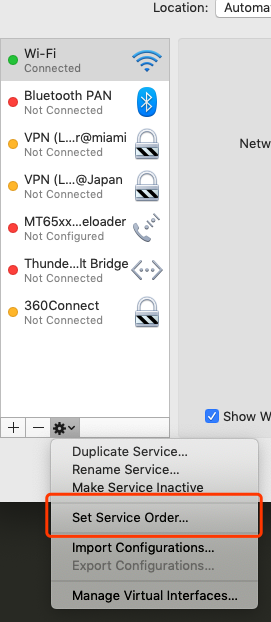 Location: Automa
Wi-Fi
Connected
Bluetooth PAN
Not Connected
VPN (L...r@miami
Not Connected
VPN (L...@Japan
Not Connected
MT65xx...eloader
Not Configured
Thunde...lt Bridge
Not Connected
360Connect
Not Connected
Netw
Show W
Duplicate Service...
Rename Service...
Make Service Inactive
Set Service Order...
Import Configurations...
Export Configurations...
Manage Virtual Interfaces...